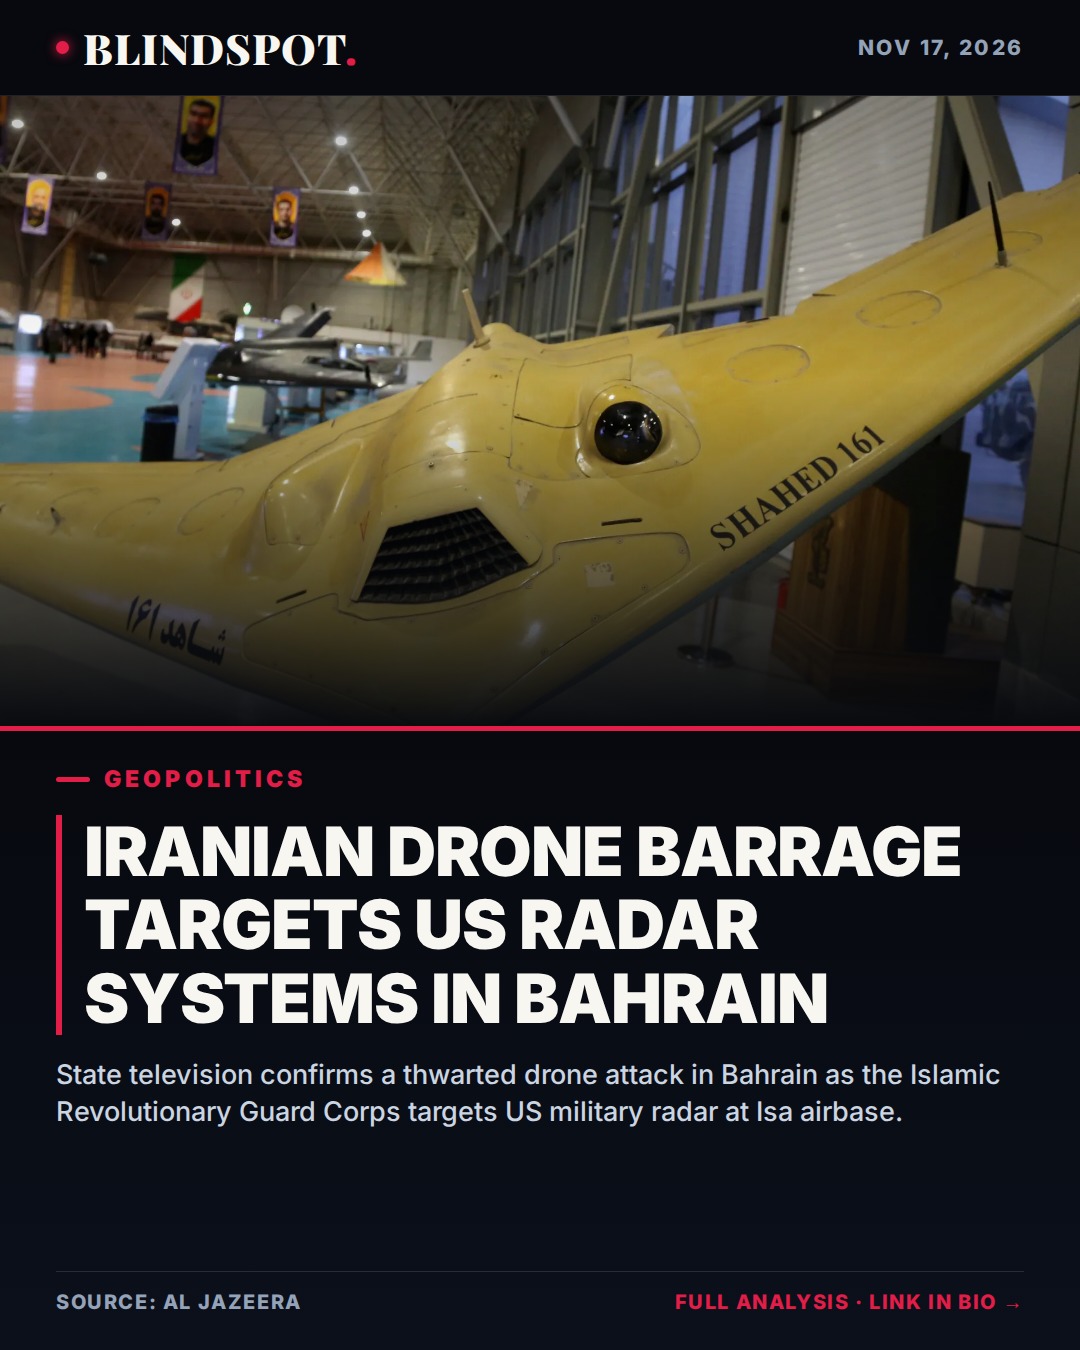 BLINDSPOT.
NOV 17, 2026
SHAHED 161
شاهد ۱۶۱
GEOPOLITICS
IRANIAN DRONE BARRAGE
TARGETS US RADAR
SYSTEMS IN BAHRAIN
State television confirms a thwarted drone attack in Bahrain as the Islamic
Revolutionary Guard Corps targets US military radar at Isa airbase.
SOURCE: AL JAZEERA
FULL ANALYSIS · LINK IN BIO →